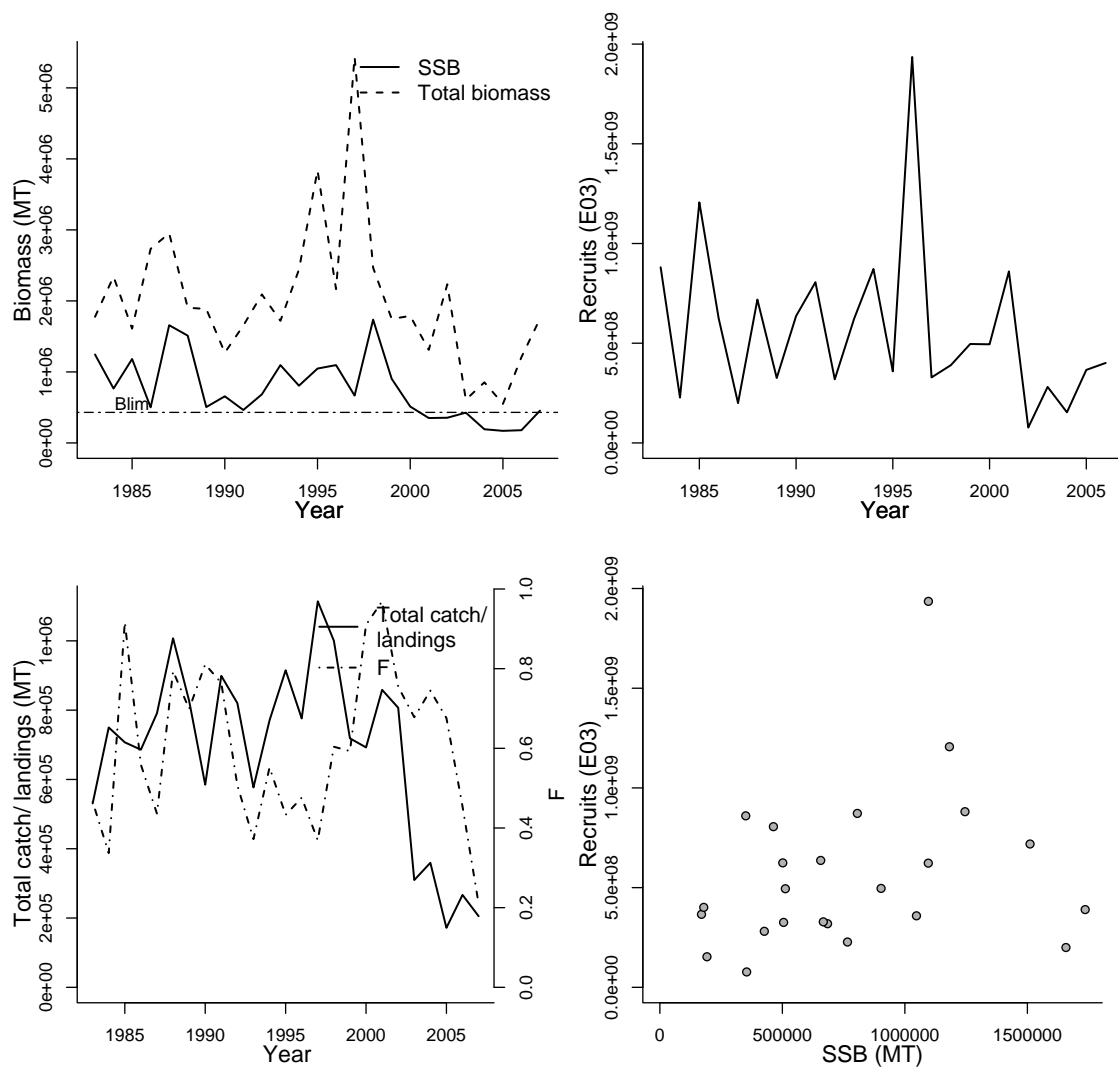 SSB
Total biomass
Biomass (MT)
0e+00
1e+06
2e+06
3e+06
4e+06
5e+06
Blim
1985
1990
1995
2000
2005
Year
Recruits (E03)
0.0e+00
5.0e+08
1.0e+09
1.5e+09
2.0e+09
1985
1990
1995
2000
2005
Year
Total catch/ landings (MT)
0e+00
2e+05
4e+05
6e+05
8e+05
1e+06
Total catch/
landings
F
0.0
0.2
0.4
0.6
0.8
1.0
F
1985
1990
1995
2000
2005
Year
Recruits (E03)
0.0e+00
5.0e+08
1.0e+09
1.5e+09
2.0e+09
0
500000
1000000
1500000
SSB (MT)